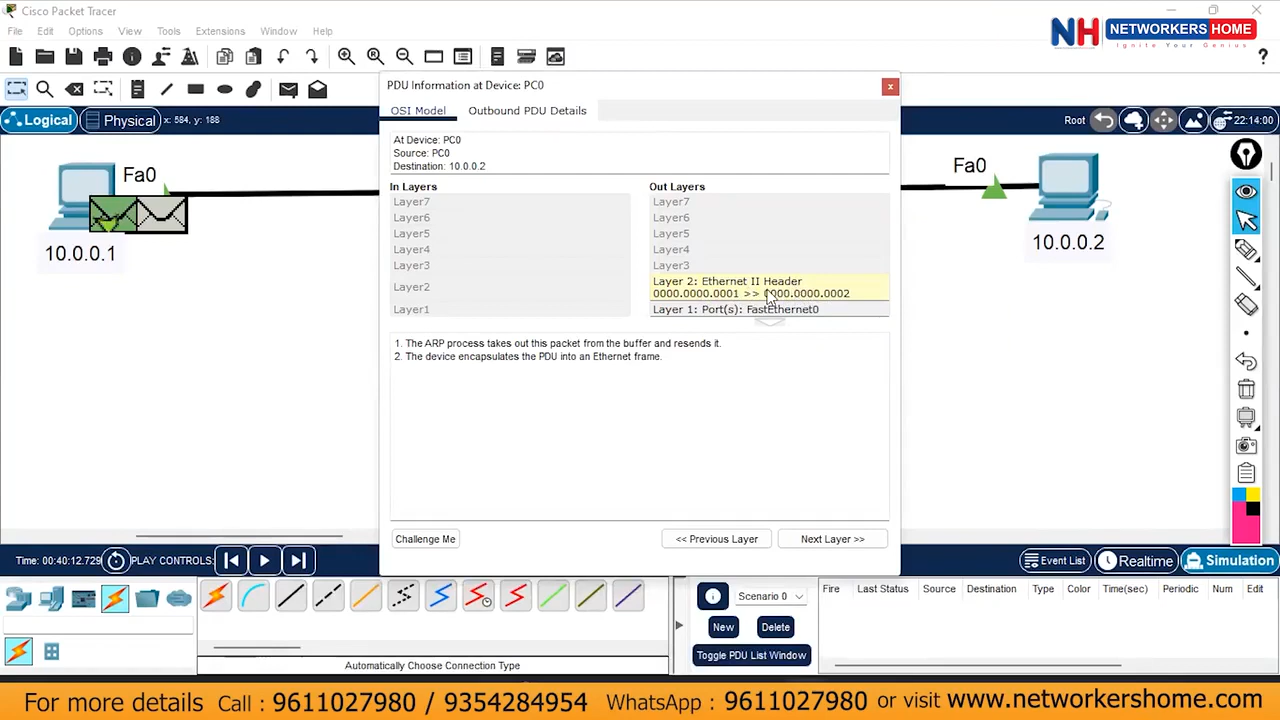 Cisco Packet Tracer
File Edit Options View Tools Extensions Window Help
NH NETWORKERS HOME
Ignite Your Genius
?
PDU Information at Device: PC0
x
OSI Model Outbound PDU Details
Logical Physical x: 584, y: 188
Root 22:14:00
At Device: PC0
Source: PC0
Destination: 10.0.0.2
In Layers
Layer7
Layer6
Layer5
Layer4
Layer3
Layer2
Layer1
Out Layers
Layer7
Layer6
Layer5
Layer4
Layer3
Layer 2: Ethernet II Header
0000.0000.0001 >> 0000.0000.0002
Layer 1: Port(s): FastEthernet0
Fa0
10.0.0.1
Fa0
10.0.0.2
1. The ARP process takes out this packet from the buffer and resends it.
2. The device encapsulates the PDU into an Ethernet frame.
Challenge Me << Previous Layer Next Layer >>
Time: 00:40:12.729 PLAY CONTROLS:
Event List Realtime Simulation
Scenario 0
New Delete
Toggle PDU List Window
Fire Last Status Source Destination Type Color Time(sec) Periodic Num Edit
Automatically Choose Connection Type
For more details Call : 9611027980 / 9354284954 WhatsApp : 9611027980 or visit www.networkershome.com